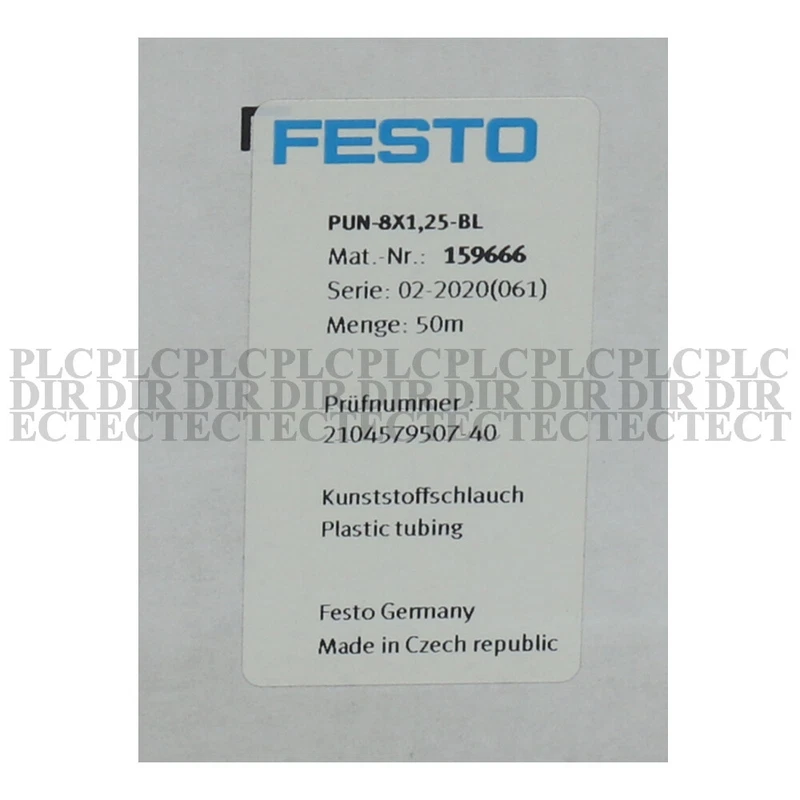 FESTO
PUN-8X1,25-BL
Mat.-Nr.: 159666
Serie: 02-2020(061)
Menge: 50m
PLCPLCPLCPLCPLCPLCPLCPLCPLC
DIR DIR DIR DIR DIR DIR DIR DIR DIR
ECTECTECTECTECTECTECTECTECT
Prüfnummer :
2104579507-40
Kunststoffschlauch
Plastic tubing
Festo Germany
Made in Czech republic